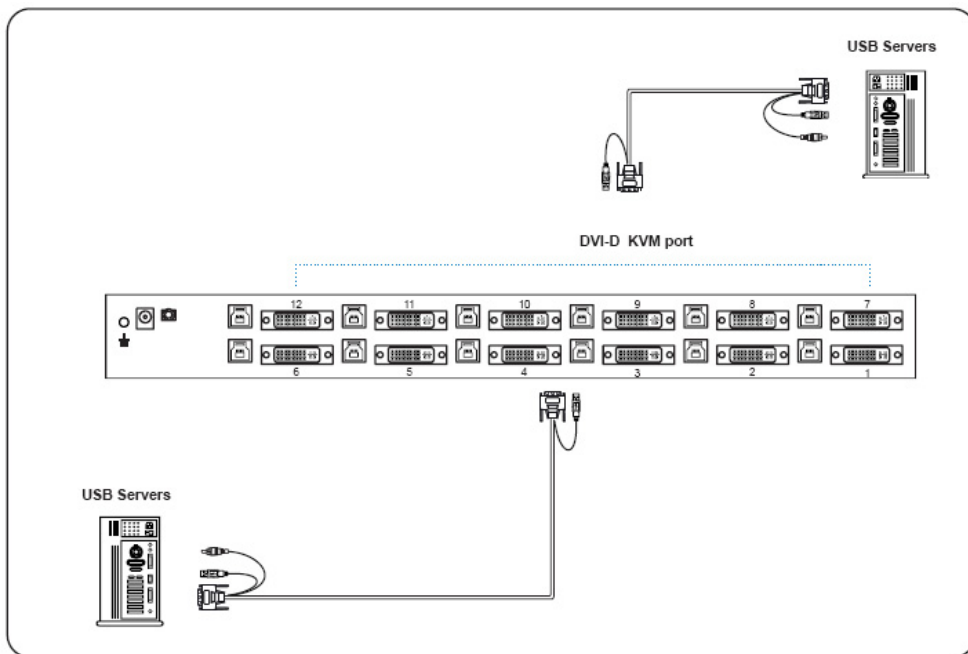 USB Servers
DVI-D KVM port
12 11 10 9 8 7
6 5 4 3 2 1
USB Servers